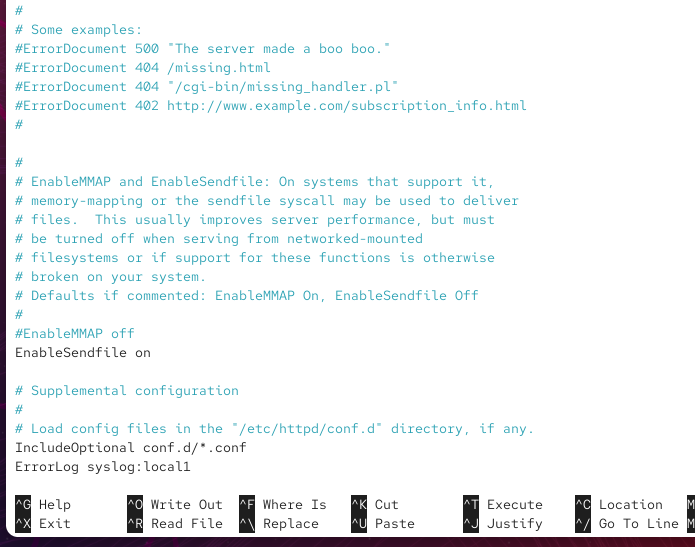 #
# Some examples:
#ErrorDocument 500 "The server made a boo boo."
#ErrorDocument 404 /missing.html
#ErrorDocument 404 "/cgi-bin/missing_handler.pl"
#ErrorDocument 402 http://www.example.com/subscription_info.html
#

#
# EnableMMAP and EnableSendfile: On systems that support it,
# memory-mapping or the sendfile syscall may be used to deliver
# files.  This usually improves server performance, but must
# be turned off when serving from networked-mounted
# filesystems or if support for these functions is otherwise
# broken on your system.
# Defaults if commented: EnableMMAP On, EnableSendfile Off
#
#EnableMMAP off
EnableSendfile on

# Supplemental configuration
#
# Load config files in the "/etc/httpd/conf.d" directory, if any.
IncludeOptional conf.d/*.conf
ErrorLog syslog:local1

^G Help ^O Write Out ^F Where Is ^K Cut ^T Execute ^C Location M
^X Exit ^R Read File ^\ Replace ^U Paste ^J Justify ^/ Go To Line M